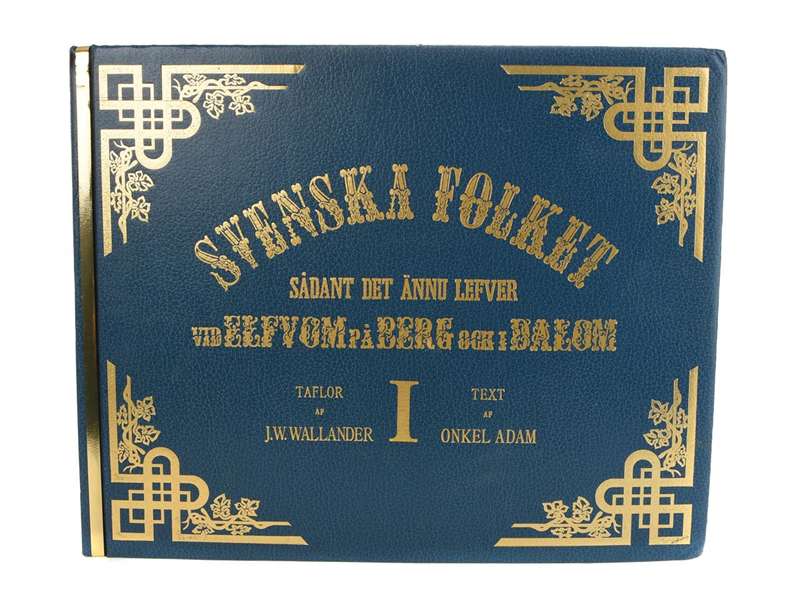 SVENSKA FOLKET
SÅDANT DET ÄNNU LEFVER
VID ELFVOM PÅ BERG OCH I DALOM
TAFLOR
AF
J.W. WALLANDER
I
TEXT
AF
ONKEL ADAM